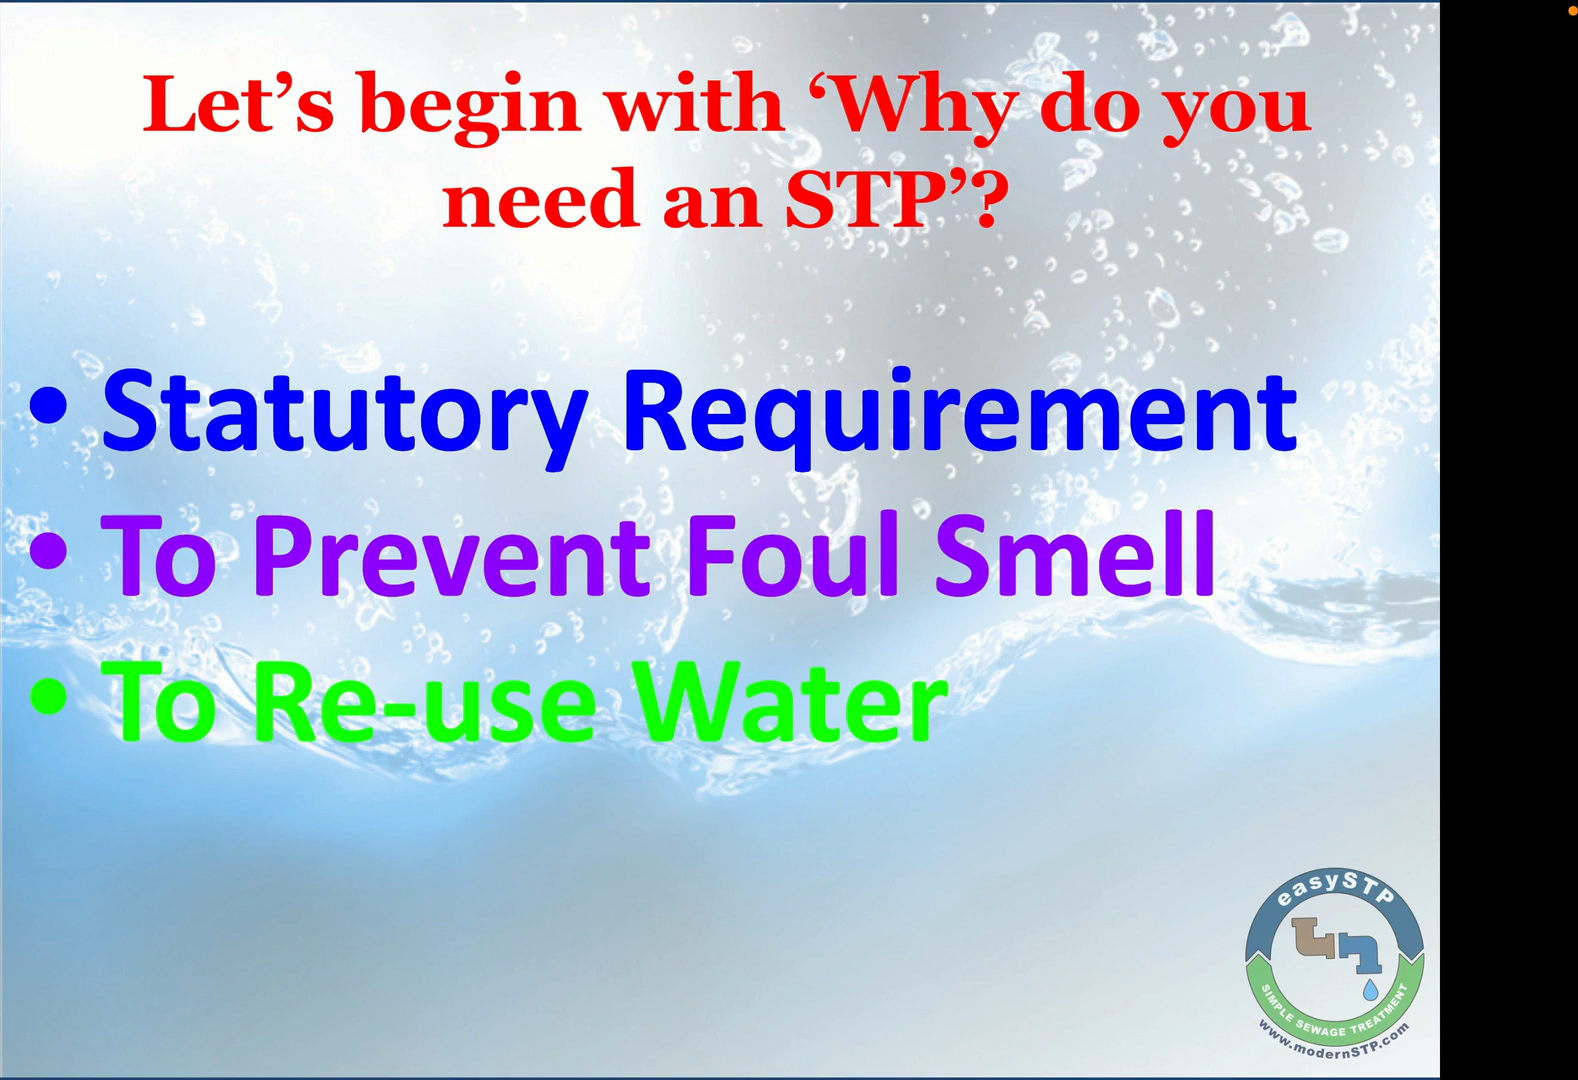 Let’s begin with ‘Why do you
need an STP’?
• Statutory Requirement
• To Prevent Foul Smell
• To Re-use Water
easySTP
SIMPLE SEWAGE TREATMENT
www.modernSTP.com